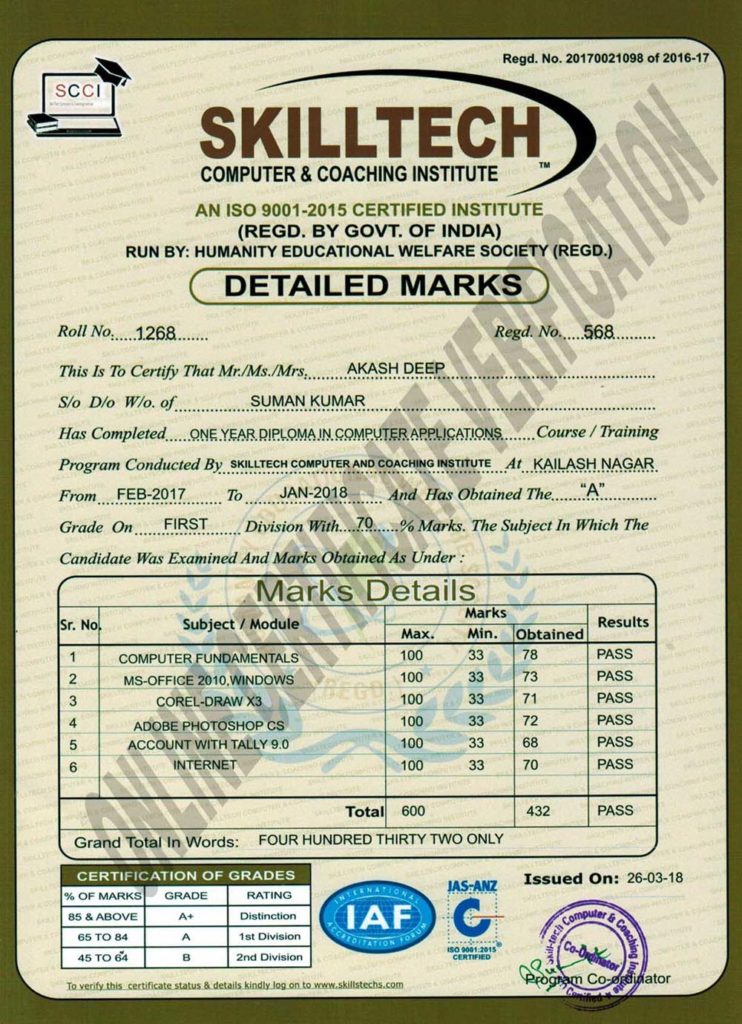 Regd. No. 20170021098 of 2016-17
SCCI
SKILLTECH
COMPUTER & COACHING INSTITUTE ™
AN ISO 9001-2015 CERTIFIED INSTITUTE
(REGD. BY GOVT. OF INDIA)
RUN BY: HUMANITY EDUCATIONAL WELFARE SOCIETY (REGD.)
DETAILED MARKS
Roll No. 1268 Regd. No. 568
This Is To Certify That Mr./Ms./Mrs. AKASH DEEP
S/o D/o W/o. of SUMAN KUMAR
Has Completed ONE YEAR DIPLOMA IN COMPUTER APPLICATIONS Course / Training
Program Conducted By SKILLTECH COMPUTER AND COACHING INSTITUTE At KAILASH NAGAR
From FEB-2017 To JAN-2018 And Has Obtained The "A"
Grade On FIRST Division With 70 % Marks. The Subject In Which The
Candidate Was Examined And Marks Obtained As Under :
Marks Details
Sr. No. Subject / Module Marks Results
Max. Min. Obtained
1 COMPUTER FUNDAMENTALS 100 33 78 PASS
2 MS-OFFICE 2010,WINDOWS 100 33 73 PASS
3 COREL-DRAW X3 100 33 71 PASS
4 ADOBE PHOTOSHOP CS 100 33 72 PASS
5 ACCOUNT WITH TALLY 9.0 100 33 68 PASS
6 INTERNET 100 33 70 PASS
Total 600 432 PASS
Grand Total In Words: FOUR HUNDRED THIRTY TWO ONLY
ONLINE CERTIFICATE VERIFICATION
CERTIFICATION OF GRADES
% OF MARKS GRADE RATING
85 & ABOVE A+ Distinction
65 TO 84 A 1st Division
45 TO 64 B 2nd Division
INTERNATIONAL
IAF
ACCREDITATION FORUM
JAS-ANZ
C
ISO 9001:2015
CERTIFIED
Issued On: 26-03-18
Skill-tech Computer & Coaching Institute
Co-Ordinator
Certified
Program Co-ordinator
To verify this certificate status & details kindly log on to www.skillstechs.com